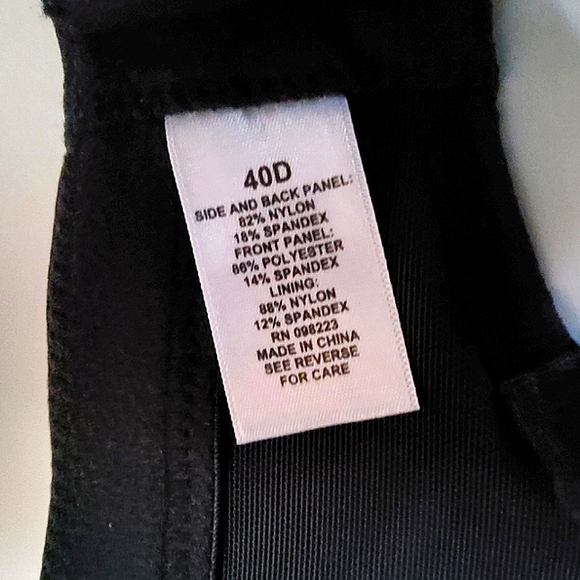 40D
SIDE AND BACK PANEL:
82% NYLON
18% SPANDEX
FRONT PANEL:
86% POLYESTER
14% SPANDEX
LINING:
88% NYLON
12% SPANDEX
RN 098223
MADE IN CHINA
SEE REVERSE
FOR CARE